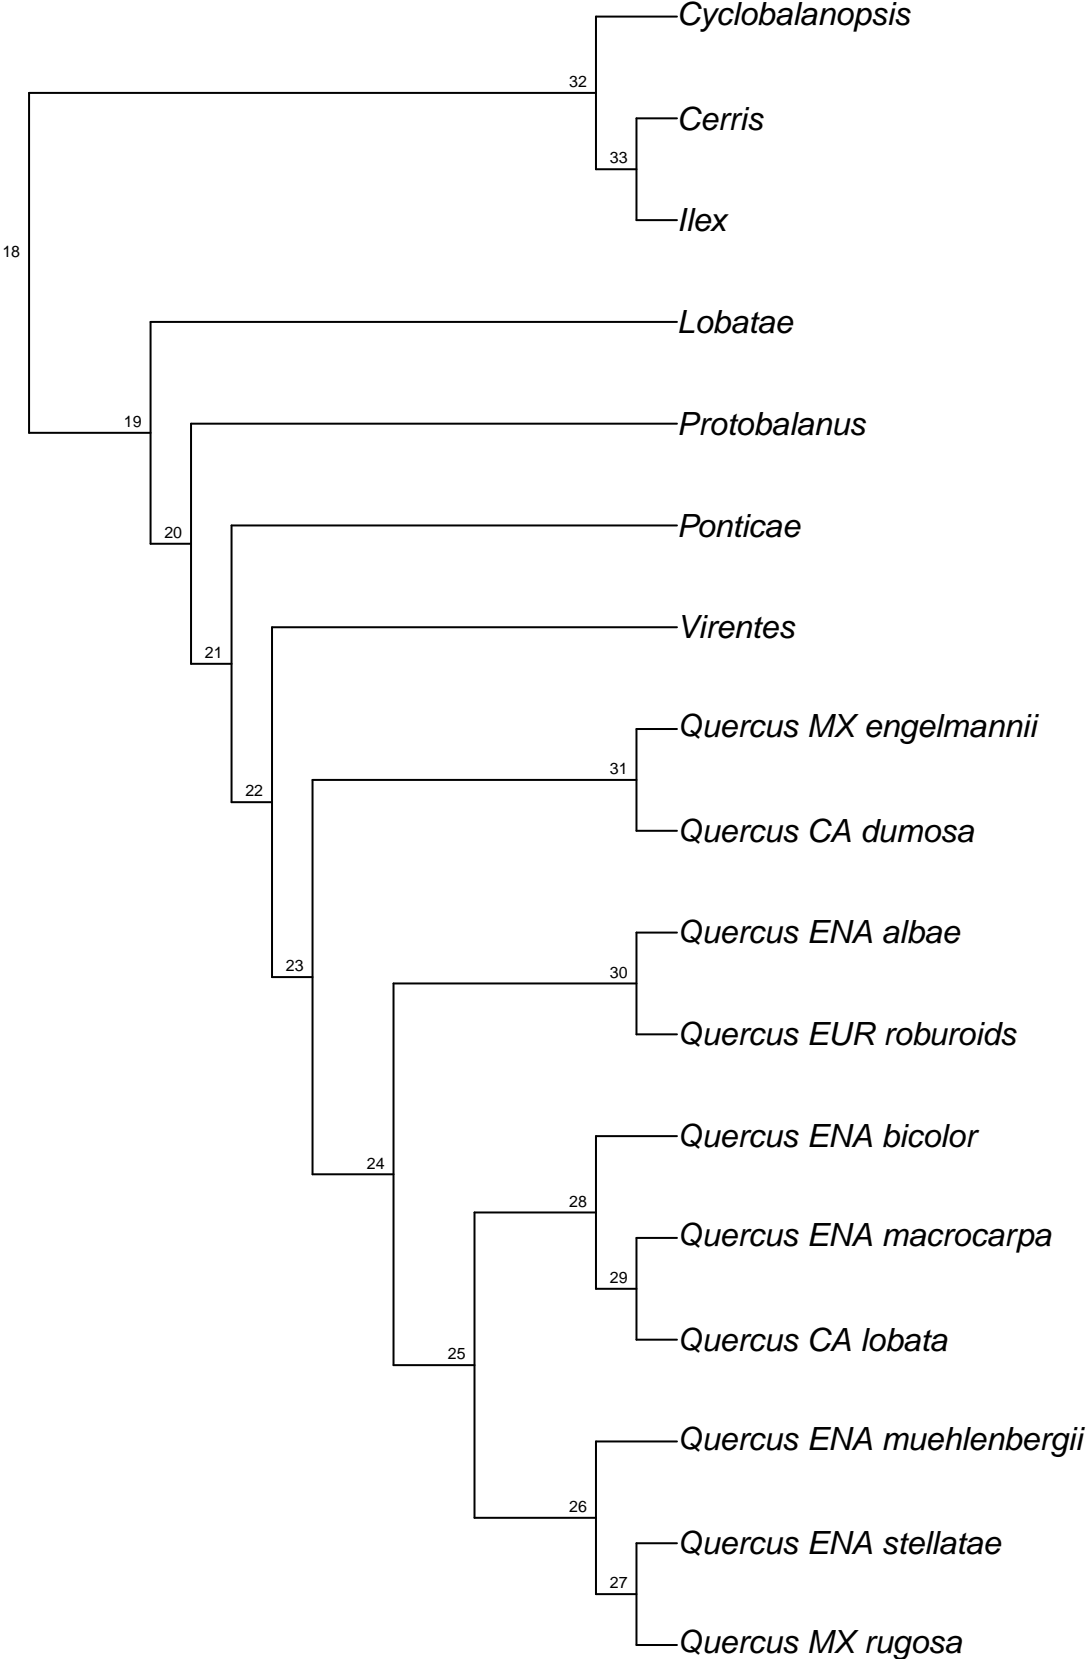 Cyclobalanopsis
32
Cerris
33
Ilex
18
Lobatae
19
Protobalanus
20
Ponticae
21
Virentes
Quercus MX engelmannii
31
22
Quercus CA dumosa
Quercus ENA albae
23
30
Quercus EUR roburoids
Quercus ENA bicolor
24
28
Quercus ENA macrocarpa
29
Quercus CA lobata
25
Quercus ENA muehlenbergii
26
Quercus ENA stellatae
27
Quercus MX rugosa